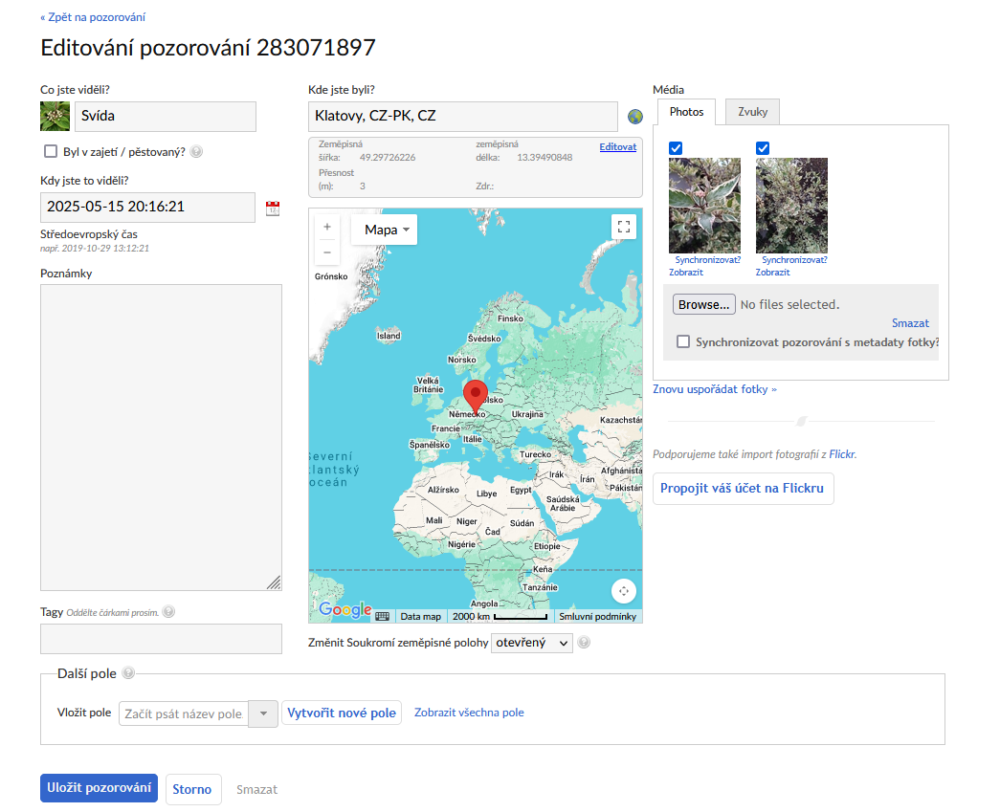 « Zpět na pozorování
Editování pozorování 283071897
Co jste viděli?
Svída
Byl v zajetí / pěstovaný? ?
Kdy jste to viděli?
2025-05-15 20:16:21
Středoevropský čas
např. 2019-10-29 13:12:21
Poznámky
Tagy Oddělte čárkami prosím. ?
Kde jste byli?
Klatovy, CZ-PK, CZ
Zeměpisná šířka: 49.29726226
zeměpisná délka: 13.39490848
Editovat
Přesnost (m): 3
Zdr.:
+
−
Mapa
Grónsko
Island
Finsko
Švédsko
Norsko
Velká Británie
olsko
Německo
Ukrajina
Kazachstán
Francie
Itálie
Španělsko
Turecko
Severní
tlantský
oceán
Irák
Írán
Afghánistá
Pákistán
Alžírsko
Libye
Egypt
Saúdská Arábie
Mali
Niger
Čad
Súdán
Nigérie
Etiopie
Keňa
Tanzánie
Angola
Google
Data map
2000 km
Smluvní podmínky
Změnit Soukromí zeměpisné polohy otevřený ?
Média
Photos
Zvuky
Synchronizovat?
Zobrazit
Synchronizovat?
Zobrazit
Browse... No files selected.
Smazat
Synchronizovat pozorování s metadaty fotky?
Znovu uspořádat fotky »
Podporujeme také import fotografií z Flickr.
Propojit váš účet na Flickru
Další pole ?
Vložit pole Začít psát název pole Vytvořit nové pole Zobrazit všechna pole
Uložit pozorování Storno Smazat